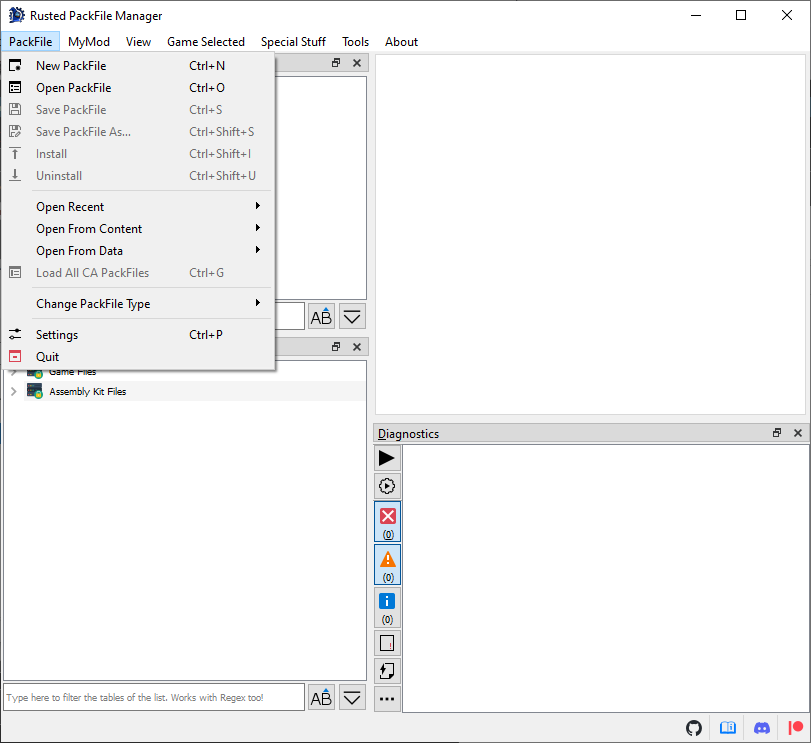 Rusted PackFile Manager
PackFile MyMod View Game Selected Special Stuff Tools About
New PackFile Ctrl+N
Open PackFile Ctrl+O
Save PackFile Ctrl+S
Save PackFile As... Ctrl+Shift+S
Install Ctrl+Shift+I
Uninstall Ctrl+Shift+U
Open Recent
Open From Content
Open From Data
Load All CA PackFiles Ctrl+G
Change PackFile Type
Settings Ctrl+P
Quit
AB
Game Files
Assembly Kit Files
Diagnostics
(0)
(0)
(0)
Type here to filter the tables of the list. Works with Regex too!
AB